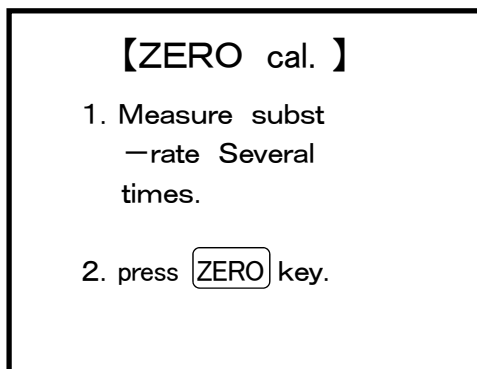 【ZERO cal. 】
1. Measure subst
－rate Several
times.
2. press ZERO key.